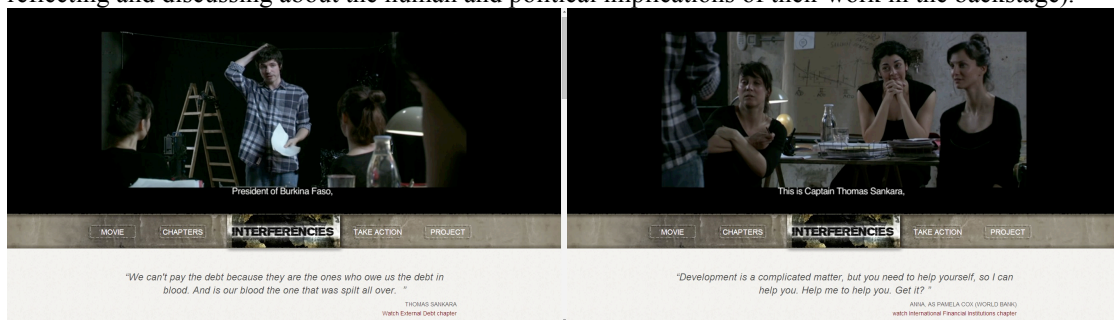 reflecting and discussing about the human and political implications of their work in the backstage).
President of Burkina Faso,
MOVIE CHAPTERS INTERFERENCIES TAKE ACTION PROJECT
“We can't pay the debt because they are the ones who owe us the debt in
blood. And is our blood the one that was spilt all over. ”
THOMAS SANKARA
Watch External Debt chapter
This is Captain Thomas Sankara,
MOVIE CHAPTERS INTERFERENCIES TAKE ACTION PROJECT
“Development is a complicated matter, but you need to help yourself, so I can
help you. Help me to help you. Get it? ”
ANNA, AS PAMELA COX (WORLD BANK)
watch International Financial Institutions chapter